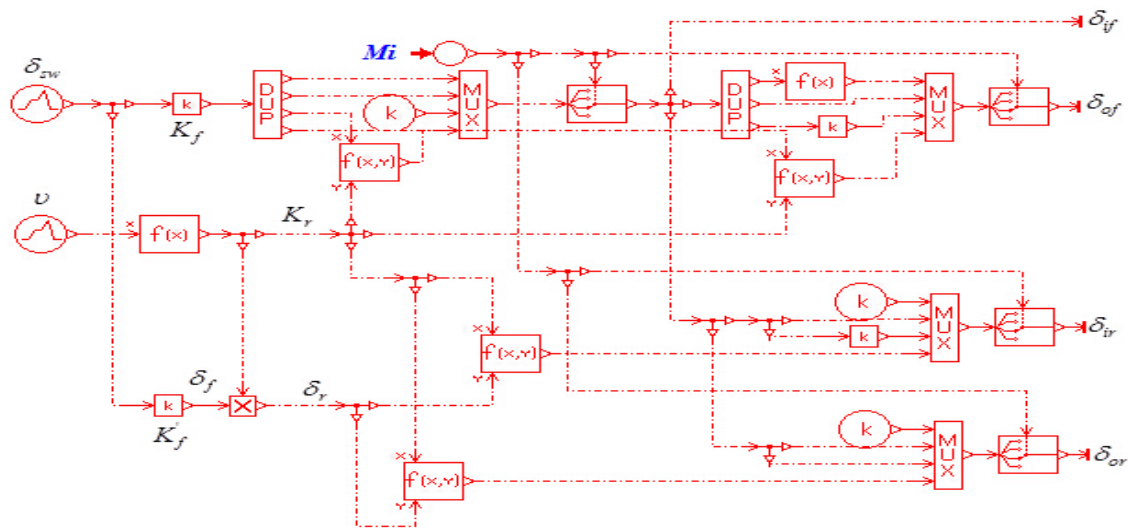 δif
Mi
δsw
X f(x)
k
Kf
DUP
k
MUX
DUP
k
MUX
δof
X
Y
f(X,Y)
X
Y
f(X,Y)
υ
X
f(x)
Kr
k
MUX
k
δir
X
Y
f(X,Y)
δf
δr
k
K'f
X
k
MUX
δor
X
Y
f(X,Y)